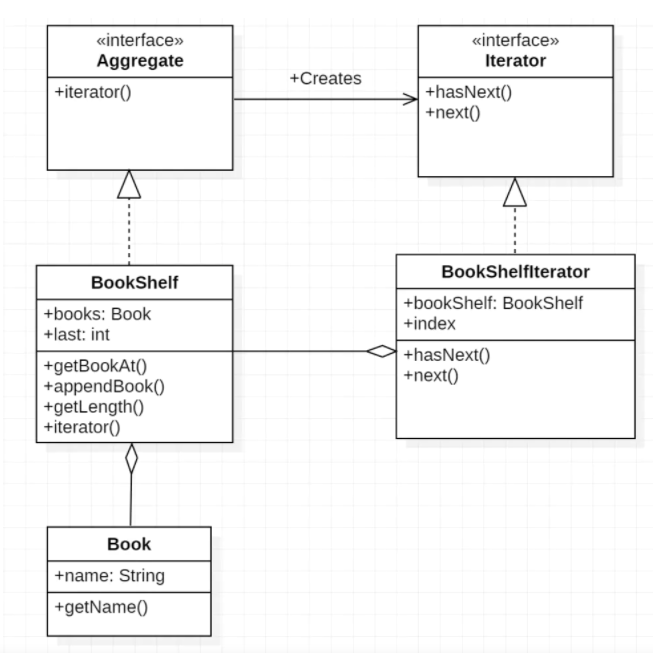 «interface»
Aggregate
+iterator()
+Creates
«interface»
Iterator
+hasNext()
+next()
BookShelf
+books: Book
+last: int
+getBookAt()
+appendBook()
+getLength()
+iterator()
BookShelfIterator
+bookShelf: BookShelf
+index
+hasNext()
+next()
Book
+name: String
+getName()